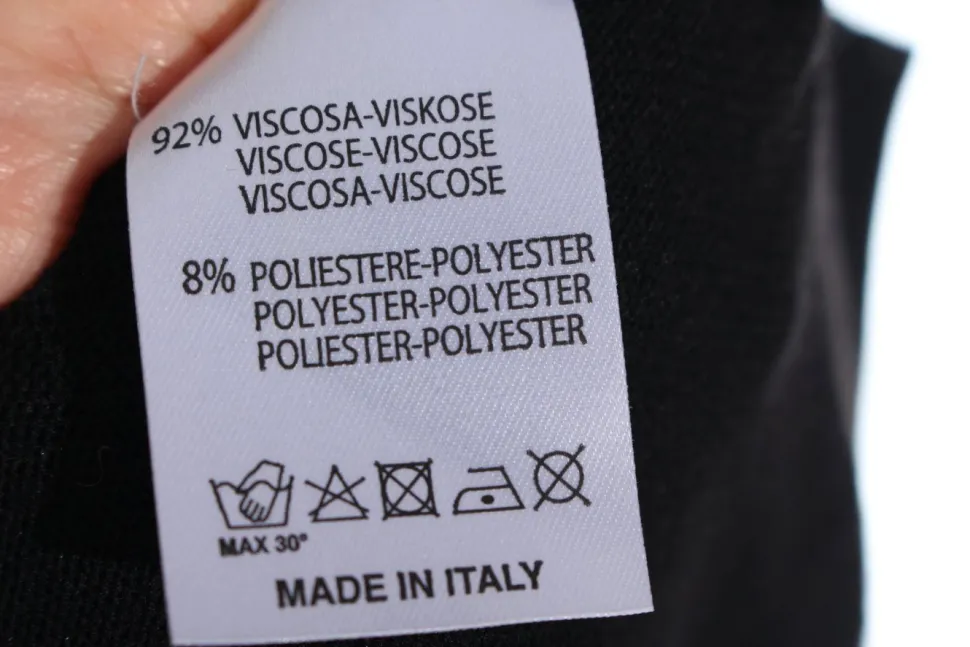 92% VISCOSA-VISKOSE
VISCOSE-VISCOSE
VISCOSA-VISCOSE
8% POLIESTERE-POLYESTER
POLYESTER-POLYESTER
POLIESTER-POLYESTER
MAX 30°
MADE IN ITALY